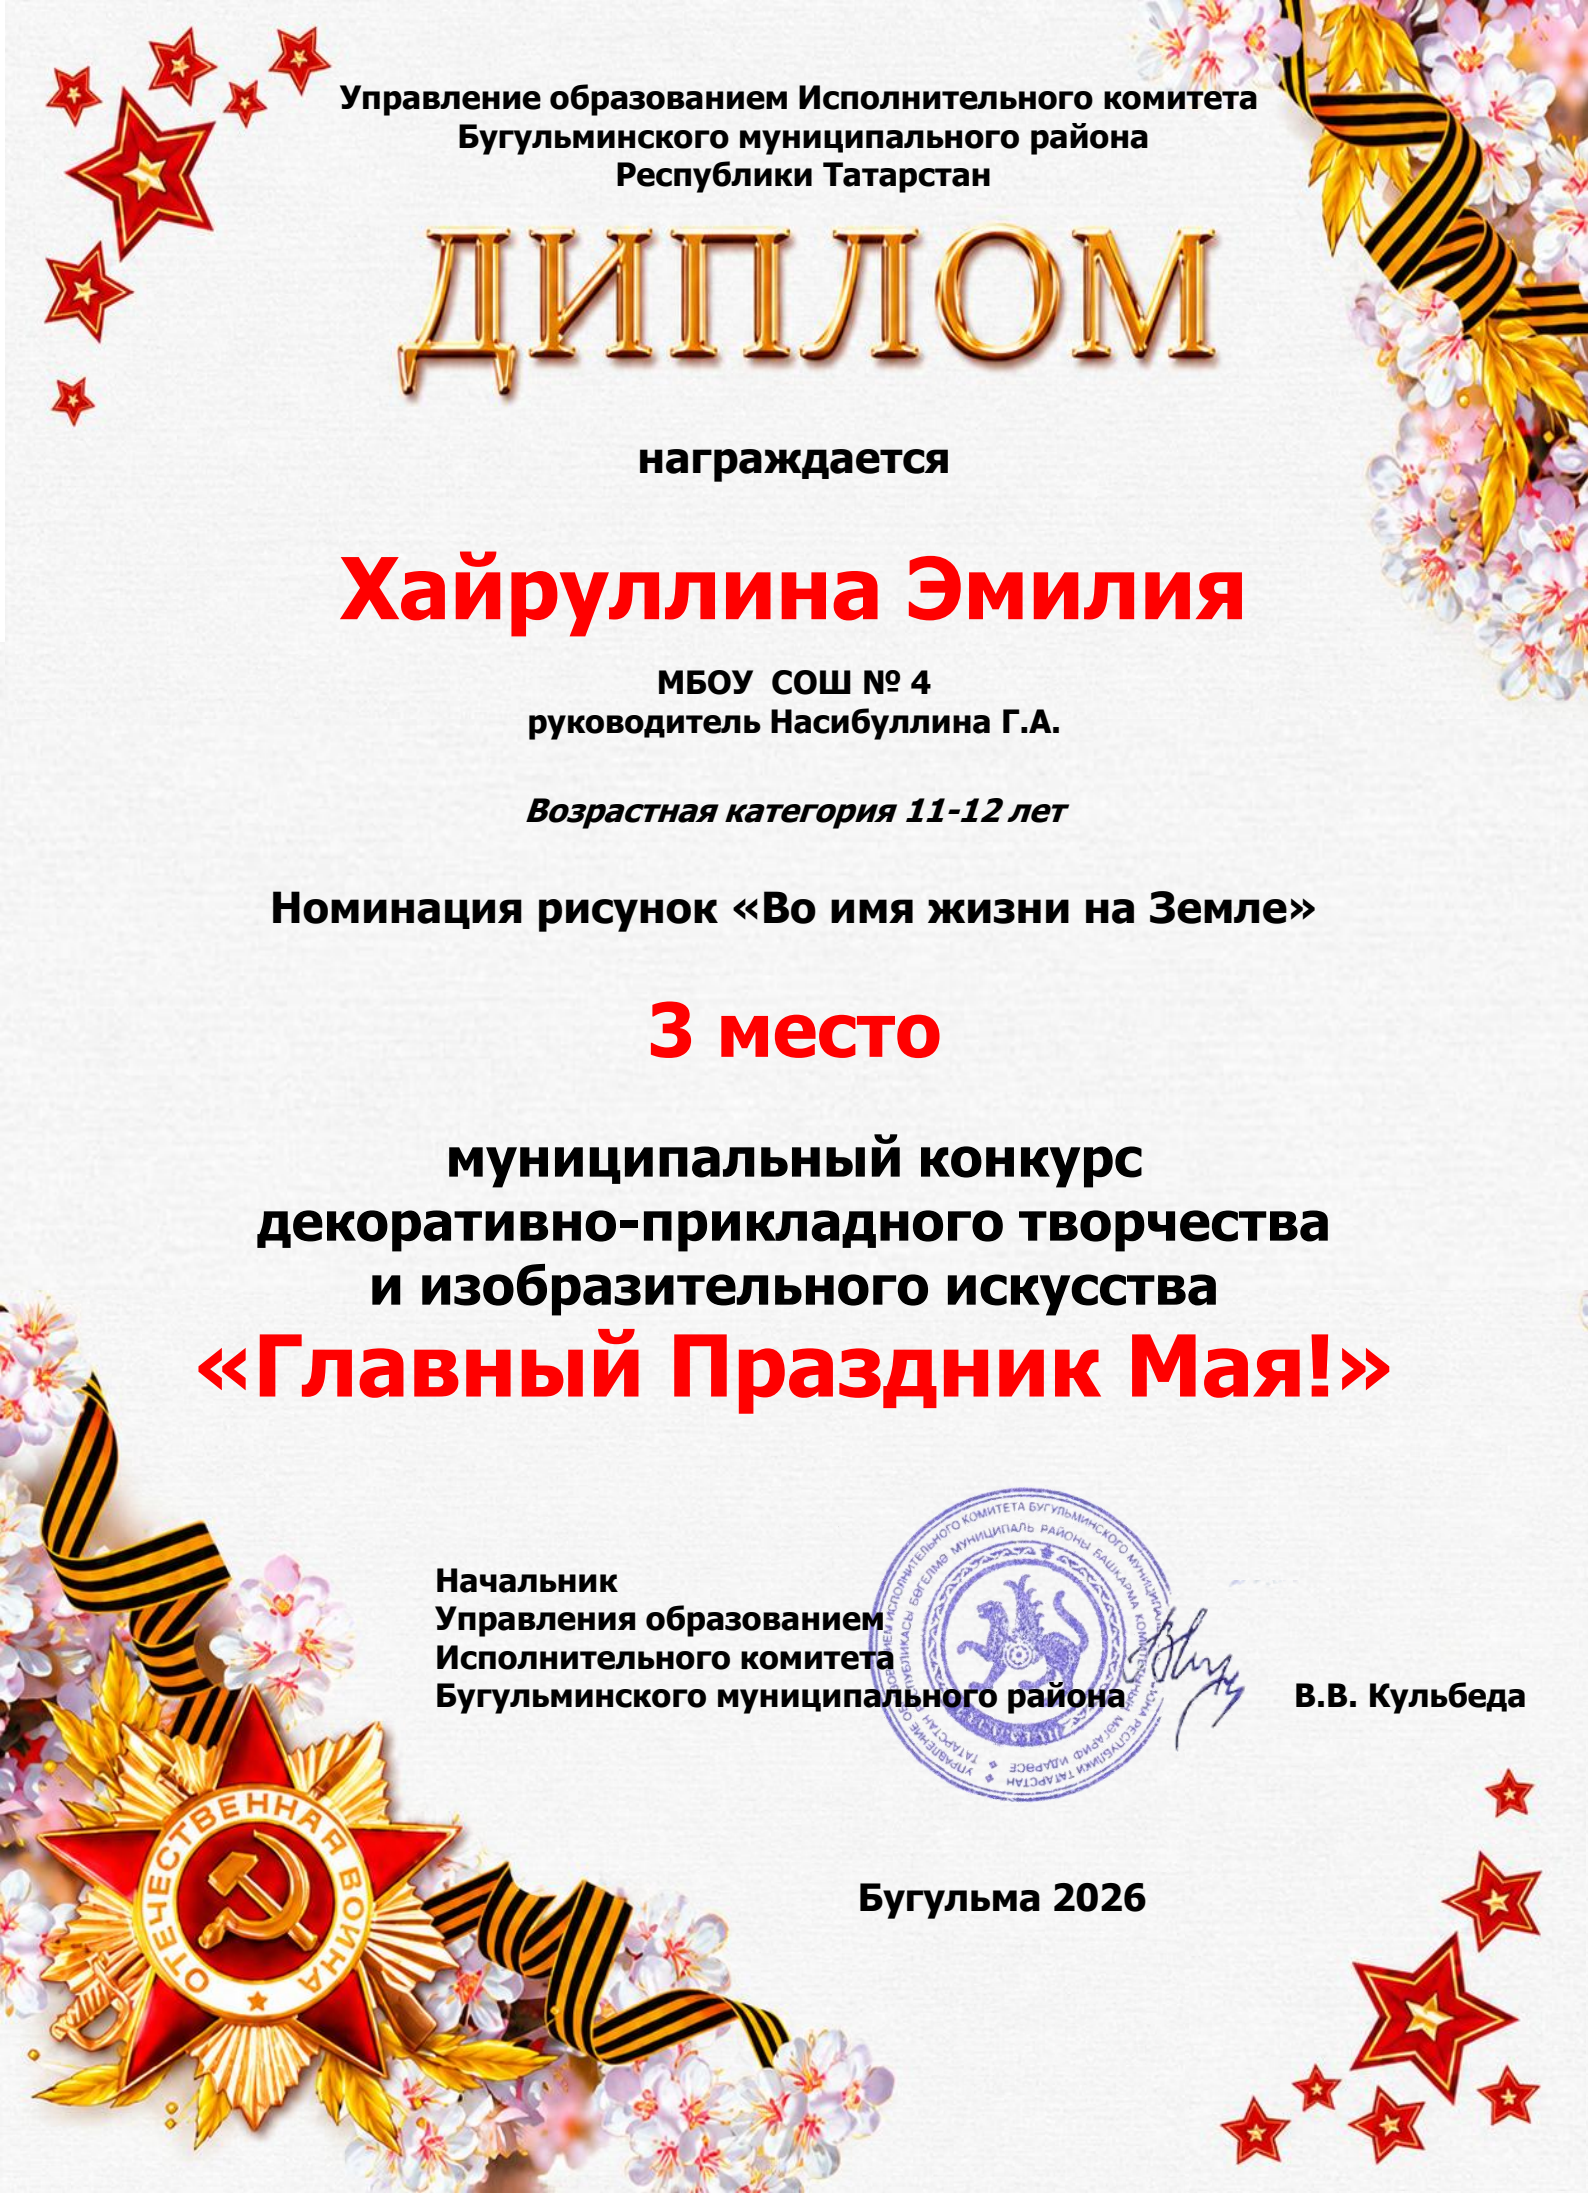 Управление образованием Исполнительного комитета
Бугульминского муниципального района
Республики Татарстан
ДИПЛОМ
награждается
Хайруллина Эмилия
МБОУ  СОШ № 4
руководитель Насибуллина Г.А.
Возрастная категория 11-12 лет
Номинация рисунок «Во имя жизни на Земле»
3 место
муниципальный конкурс
декоративно-прикладного творчества
и изобразительного искусства
«Главный Праздник Мая!»
Начальник
Управления образованием
Исполнительного комитета
Бугульминского муниципального района
В.В. Кульбеда
ОТЕЧЕСТВЕННАЯ ВОЙНА
Бугульма 2026